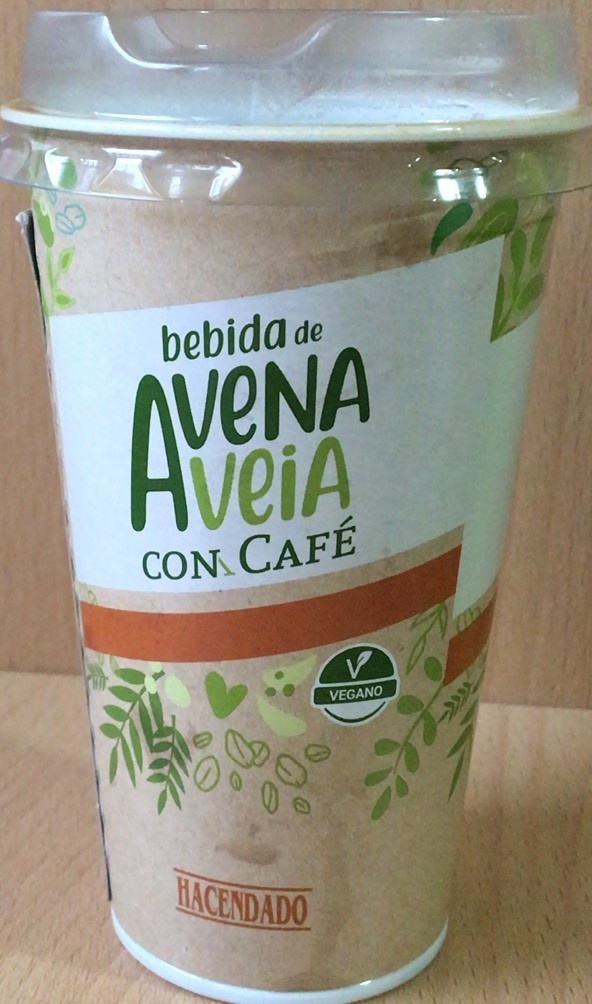 bebida de
AVENA
AVEIA
CON CAFÉ
VEGANO
HACENDADO